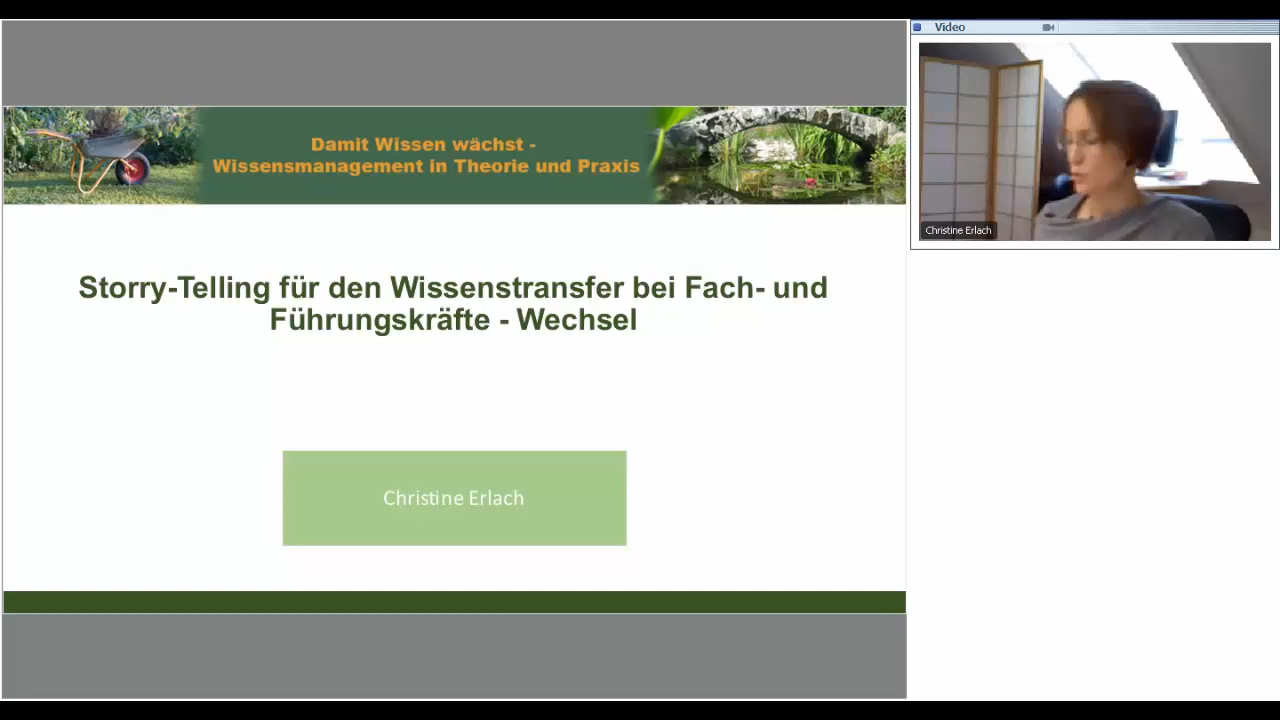 Video
Damit Wissen wächst -
Wissensmanagement in Theorie und Praxis
Storry-Telling für den Wissenstransfer bei Fach- und
Führungskräfte - Wechsel
Christine Erlach
Christine Erlach